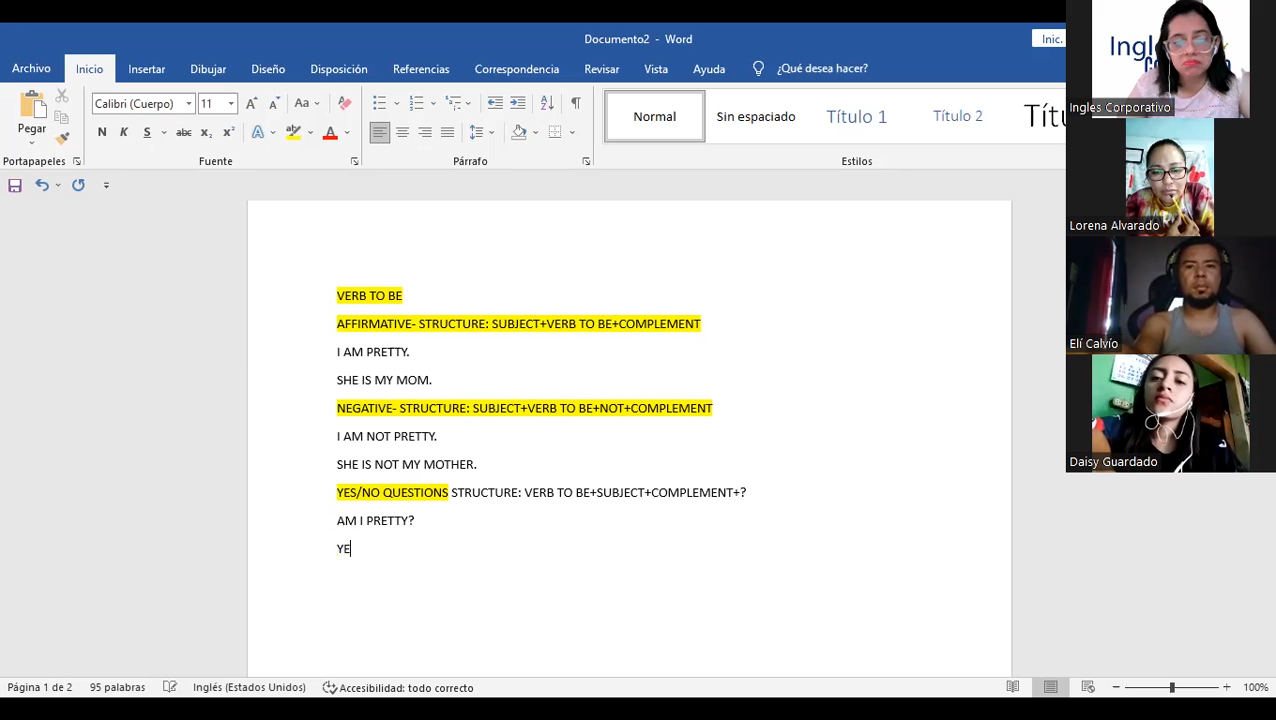 Documento2 - Word
Inic.
Archivo Inicio Insertar Dibujar Diseño Disposición Referencias Correspondencia Revisar Vista Ayuda ¿Qué desea hacer?
Pegar
Calibri (Cuerpo) 11
Aa
N K S abc x₂ x² A A
Normal Sin espaciado Título 1 Título 2
Portapapeles Fuente Párrafo Estilos
VERB TO BE
AFFIRMATIVE- STRUCTURE: SUBJECT+VERB TO BE+COMPLEMENT
I AM PRETTY.
SHE IS MY MOM.
NEGATIVE- STRUCTURE: SUBJECT+VERB TO BE+NOT+COMPLEMENT
I AM NOT PRETTY.
SHE IS NOT MY MOTHER.
YES/NO QUESTIONS STRUCTURE: VERB TO BE+SUBJECT+COMPLEMENT+?
AM I PRETTY?
YE
Página 1 de 2 95 palabras Inglés (Estados Unidos) Accesibilidad: todo correcto 100%
Ingles Corporativo
Lorena Alvarado
Elí Calvío
Daisy Guardado